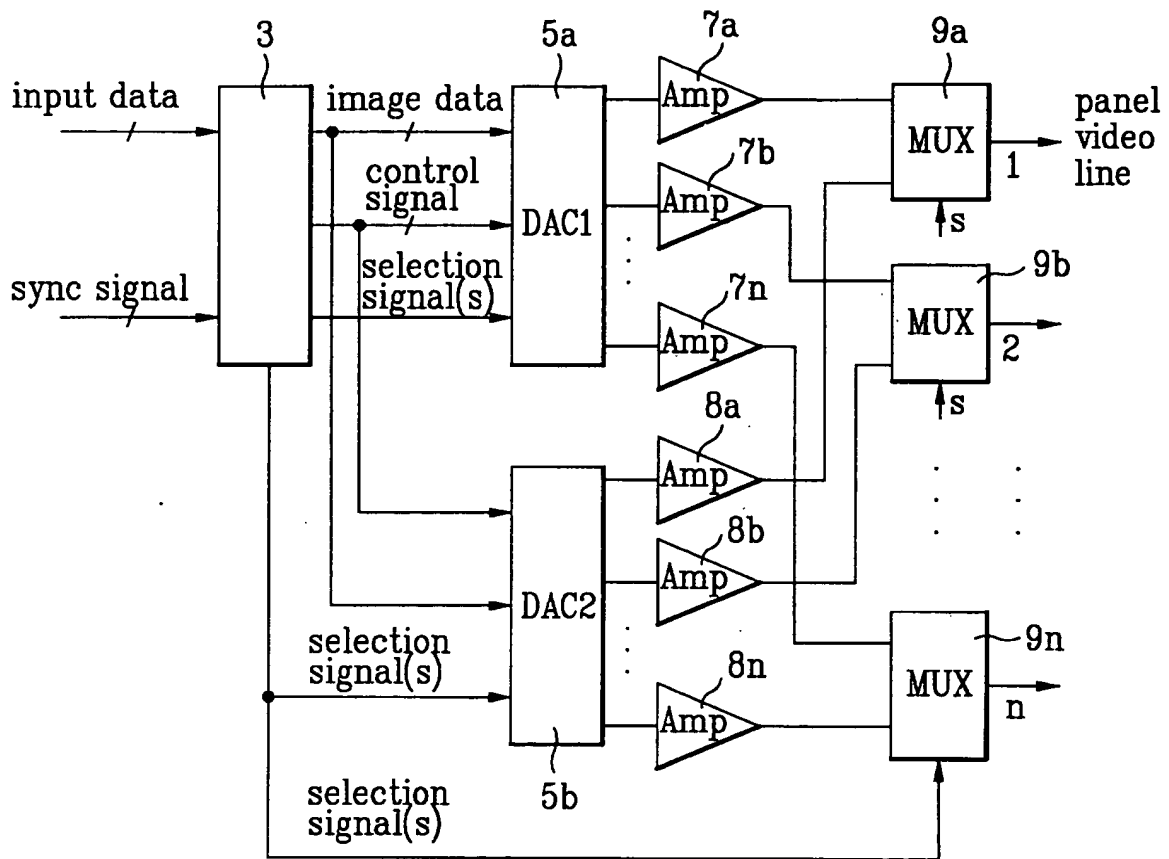 3
5a
7a
9a
input data
image data
Amp
panel
video
line
MUX
1
control
signal
7b
Amp
DAC1
s
selection
signal(s)
sync signal
7n
Amp
9b
MUX
2
s
8a
Amp
8b
Amp
DAC2
selection
signal(s)
8n
Amp
9n
MUX
n
5b
selection
signal(s)